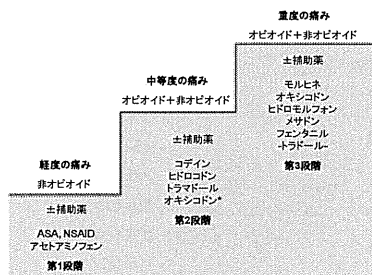 重度の痛み
オピオイド＋非オピオイド
±補助薬
モルヒネ
オキシコドン
ヒドロモルフォン
メサドン
フェンタニル
-トラドール-
第3段階
中等度の痛み
オピオイド＋非オピオイド
±補助薬
コデイン
ヒドロコドン
トラマドール
オキシコドン*
第2段階
軽度の痛み
非オピオイド
±補助薬
ASA, NSAID
アセトアミノフェン
第1段階